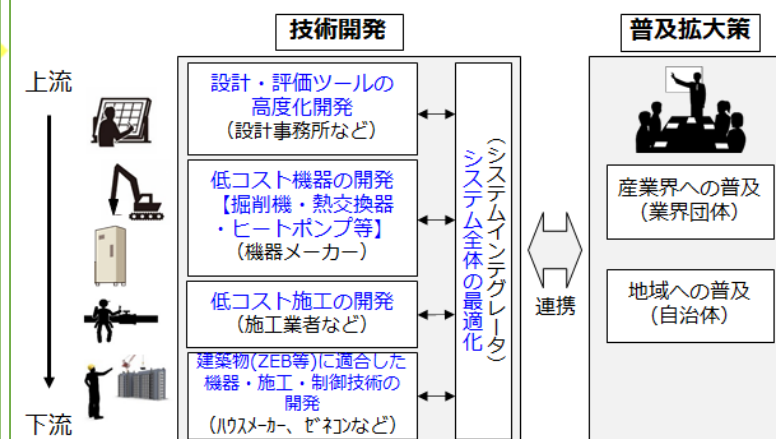 技術開発
普及拡大策
上流
設計・評価ツールの
高度化開発
(設計事務所など)
低コスト機器の開発
【掘削機・熱交換器
・ヒートポンプ等】
(機器メーカー)
低コスト施工の開発
(施工業者など)
建築物(ZEB等)に適合した
機器・施工・制御技術の
開発
(ﾊｳｽﾒｰｶｰ、ｾﾞﾈｺﾝなど)
下流
システム全体の最適化
(システムインテグレータ)
連携
産業界への普及
(業界団体)
地域への普及
(自治体)